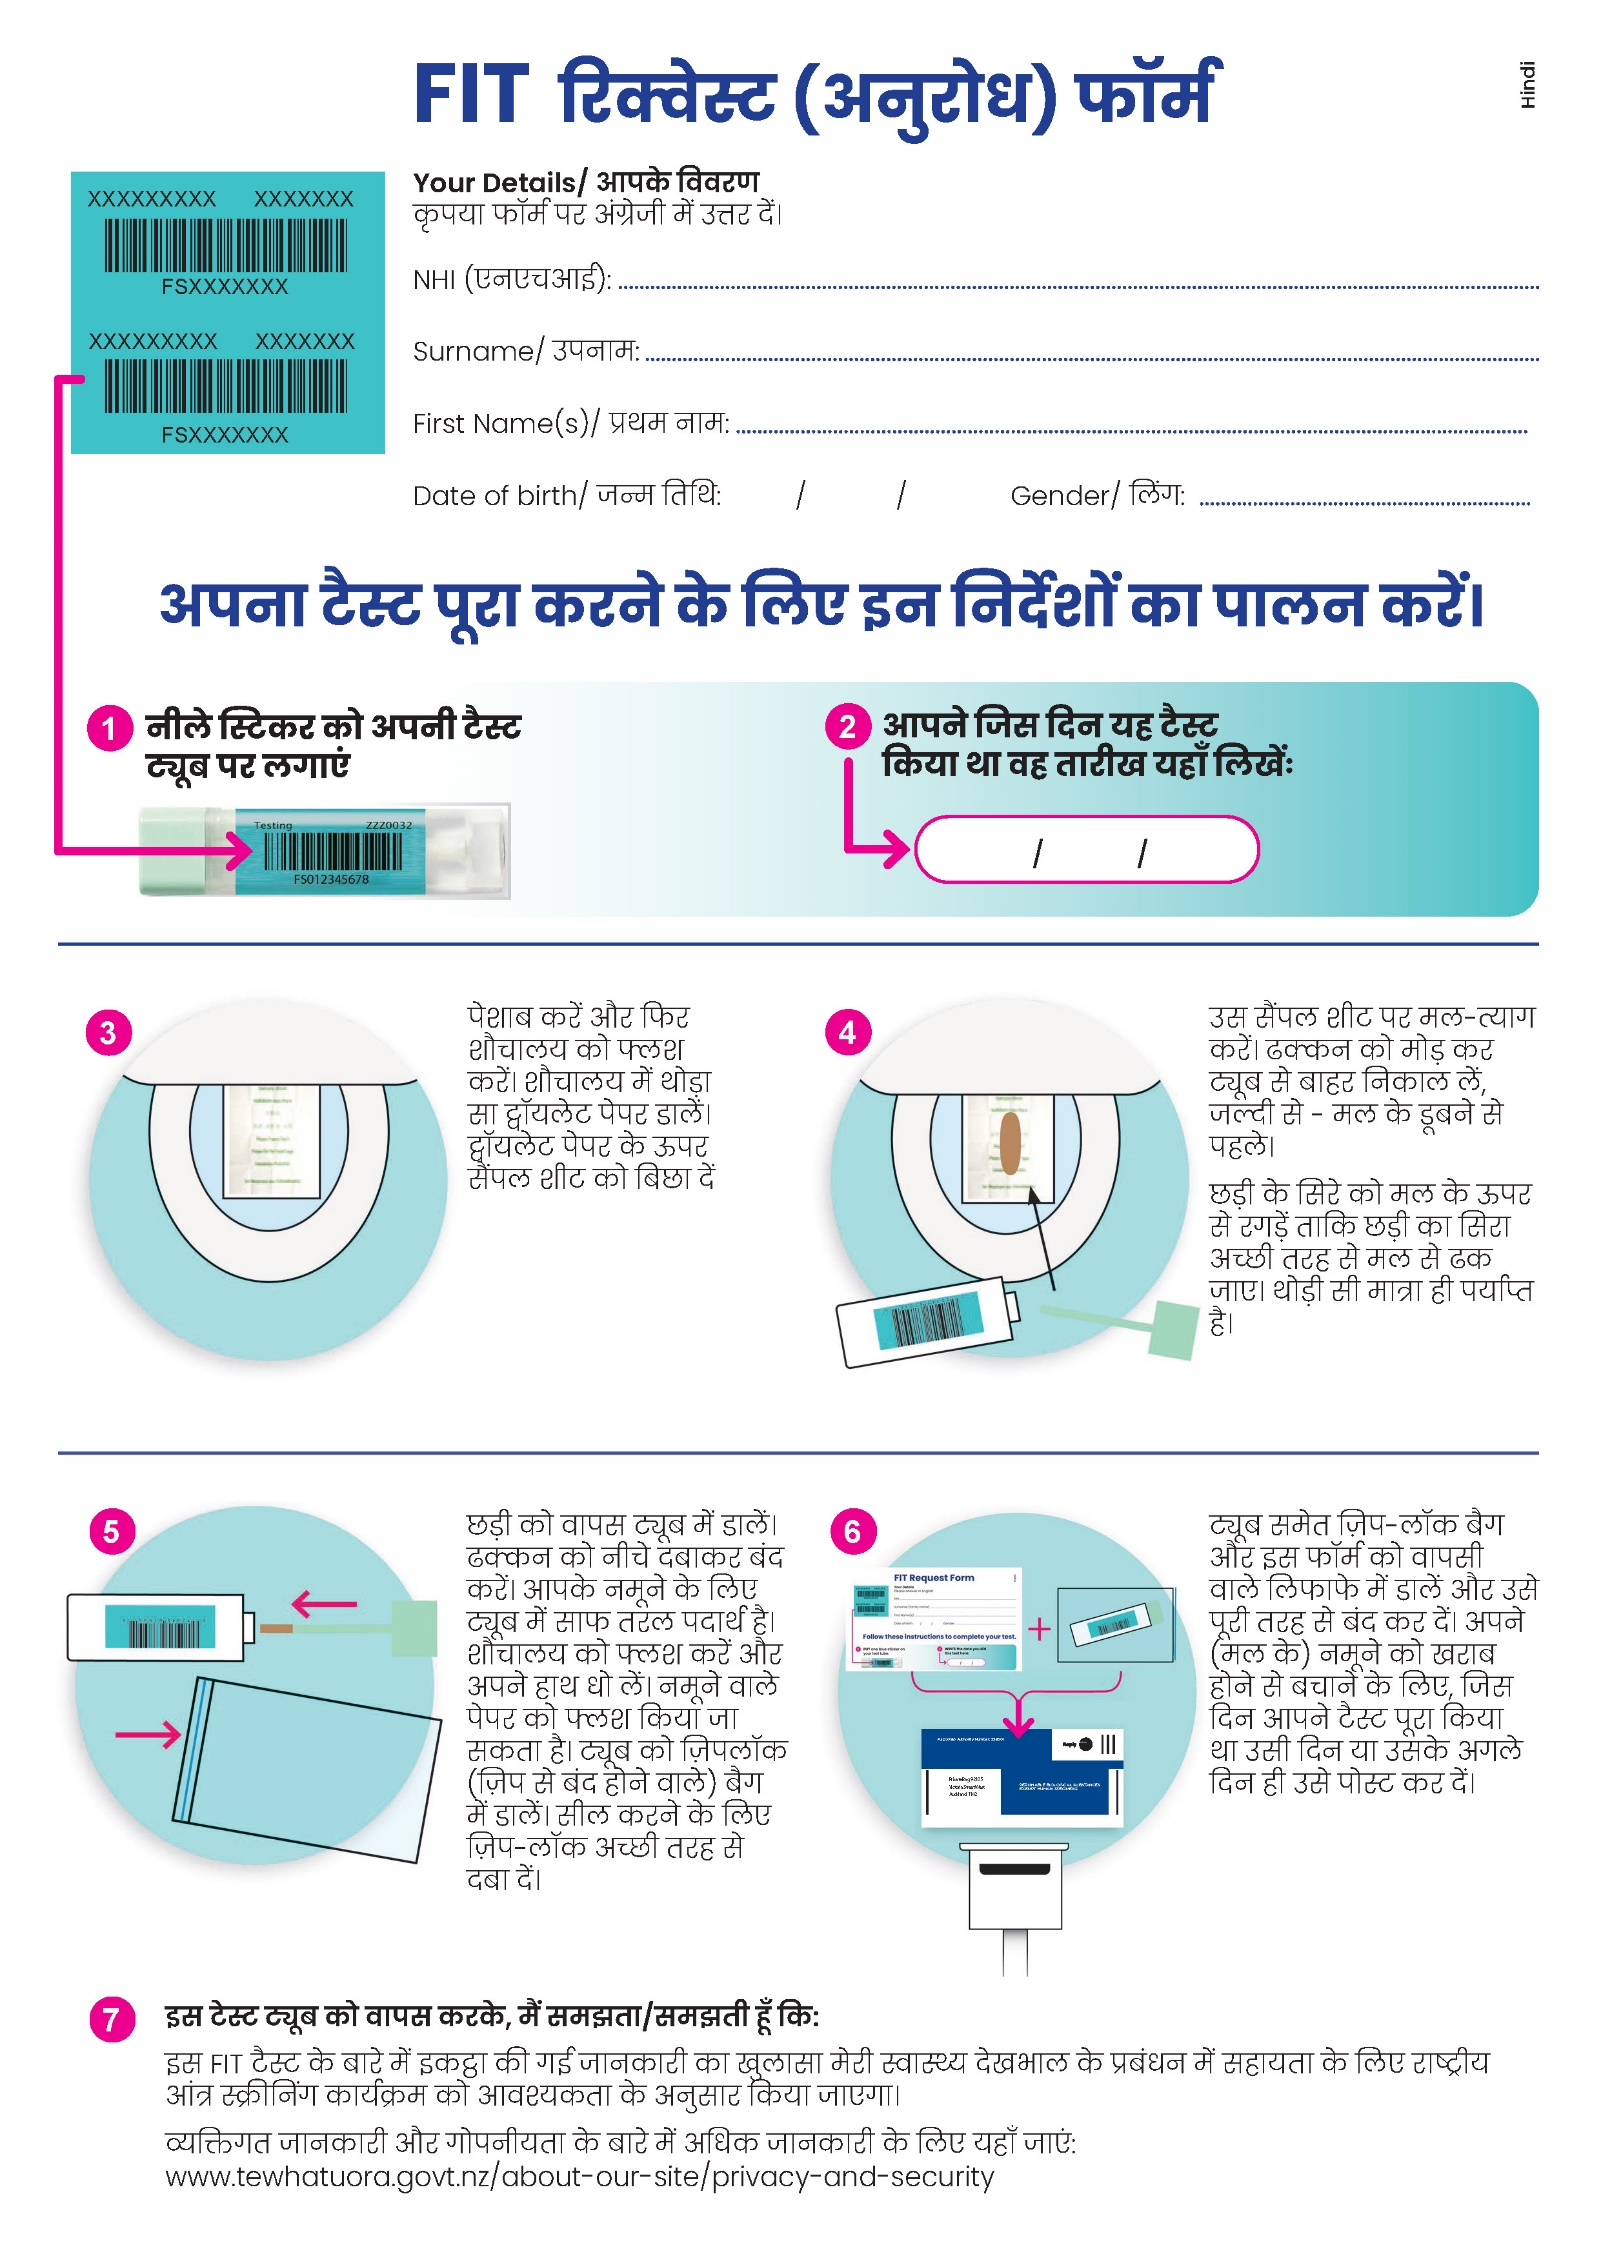 FIT रिक्वेस्ट (अनुरोध) फॉर्म
Hindi
XXXXXXXXX XXXXXXX
FSXXXXXXX
XXXXXXXXX XXXXXXX
FSXXXXXXX
Your Details/ आपके विवरण
कृपया फॉर्म पर अंग्रेजी में उत्तर दें।
NHI (एनएचआई):
Surname/ उपनाम:
First Name(s)/ प्रथम नाम:
Date of birth/ जन्म तिथि: / / Gender/ लिंग:
अपना टैस्ट पूरा करने के लिए इन निर्देशों का पालन करें।
1 नीले स्टिकर को अपनी टैस्ट
ट्यूब पर लगाएं
Testing ZZZ0032
FS012345678
2 आपने जिस दिन यह टैस्ट
किया था वह तारीख यहाँ लिखेंः
/ /
3
पेशाब करें और फिर
शौचालय को फ्लश
करें। शौचालय में थोड़ा
सा ट्वॉयलेट पेपर डालें।
ट्वॉयलेट पेपर के ऊपर
सैंपल शीट को बिछा दें
4
उस सैंपल शीट पर मल-त्याग
करें। ढक्कन को मोड़ कर
ट्यूब से बाहर निकाल लें,
जल्दी से - मल के डूबने से
पहले।
छड़ी के सिरे को मल के ऊपर
से रगड़ें ताकि छड़ी का सिरा
अच्छी तरह से मल से ढक
जाए। थोड़ी सी मात्रा ही पर्याप्त
है।
5
छड़ी को वापस ट्यूब में डालें।
ढक्कन को नीचे दबाकर बंद
करें। आपके नमूने के लिए
ट्यूब में साफ तरल पदार्थ है।
शौचालय को फ्लश करें और
अपने हाथ धो लें। नमूने वाले
पेपर को फ्लश किया जा
सकता है। ट्यूब को ज़िपलॉक
(ज़िप से बंद होने वाले) बैग
में डालें। सील करने के लिए
ज़िप-लॉक अच्छी तरह से
दबा दें।
6
FIT Request Form
Your Details
Follow these instructions to complete your test.
ट्यूब समेत ज़िप-लॉक बैग
और इस फॉर्म को वापसी
वाले लिफाफे में डालें और उसे
पूरी तरह से बंद कर दें। अपने
(मल के) नमूने को खराब
होने से बचाने के लिए, जिस
दिन आपने टैस्ट पूरा किया
था उसी दिन या उसके अगले
दिन ही उसे पोस्ट कर दें।
7 इस टेस्ट ट्यूब को वापस करके, मैं समझता/समझती हूँ कि:
इस FIT टैस्ट के बारे में इकट्ठा की गई जानकारी का खुलासा मेरी स्वास्थ्य देखभाल के प्रबंधन में सहायता के लिए राष्ट्रीय
आंत्र स्क्रीनिंग कार्यक्रम को आवश्यकता के अनुसार किया जाएगा।
व्यक्तिगत जानकारी और गोपनीयता के बारे में अधिक जानकारी के लिए यहाँ जाएं:
www.tewhatuora.govt.nz/about-our-site/privacy-and-security